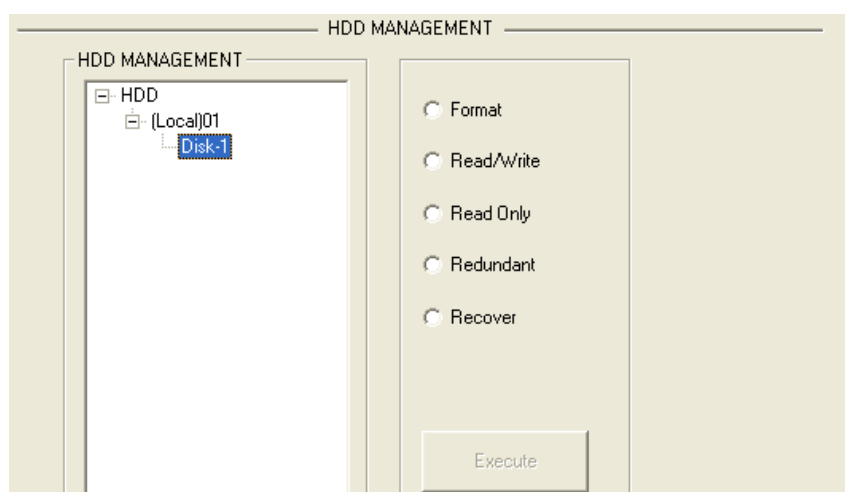 HDD MANAGEMENT
HDD MANAGEMENT
HDD
(Local)01
Disk-1
Format
Read/Write
Read Only
Redundant
Recover
Execute